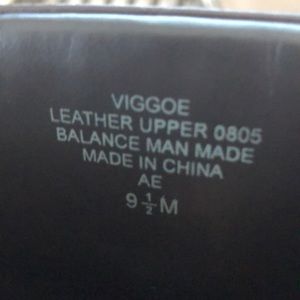 VIGGOE
LEATHER UPPER 0805
BALANCE MAN MADE
MADE IN CHINA
AE
9 ½ M